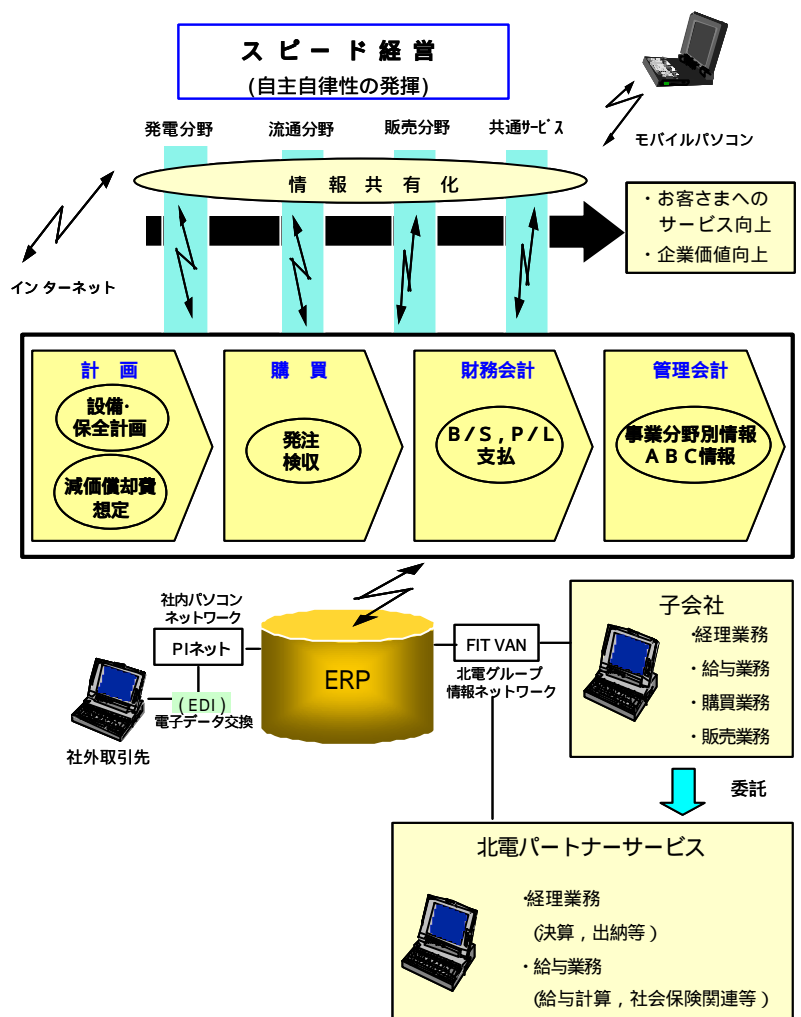 スピード経営
(自主自律性の発揮)
発電分野
流通分野
販売分野
共通サービス
モバイルパソコン
情報共有化
・お客さまへの
サービス向上
・企業価値向上
インターネット
計画
購買
財務会計
管理会計
設備・
保全計画
減価償却費
想定
発注
検収
B/S,P/L
支払
事業分野別情報
ABC情報
社内パソコン
ネットワーク
PIネット
(EDI)
電子データ交換
社外取引先
ERP
FIT VAN
北電グループ
情報ネットワーク
子会社
・経理業務
・給与業務
・購買業務
・販売業務
委託
北電パートナーサービス
・経理業務
(決算,出納等)
・給与業務
(給与計算,社会保険関連等)